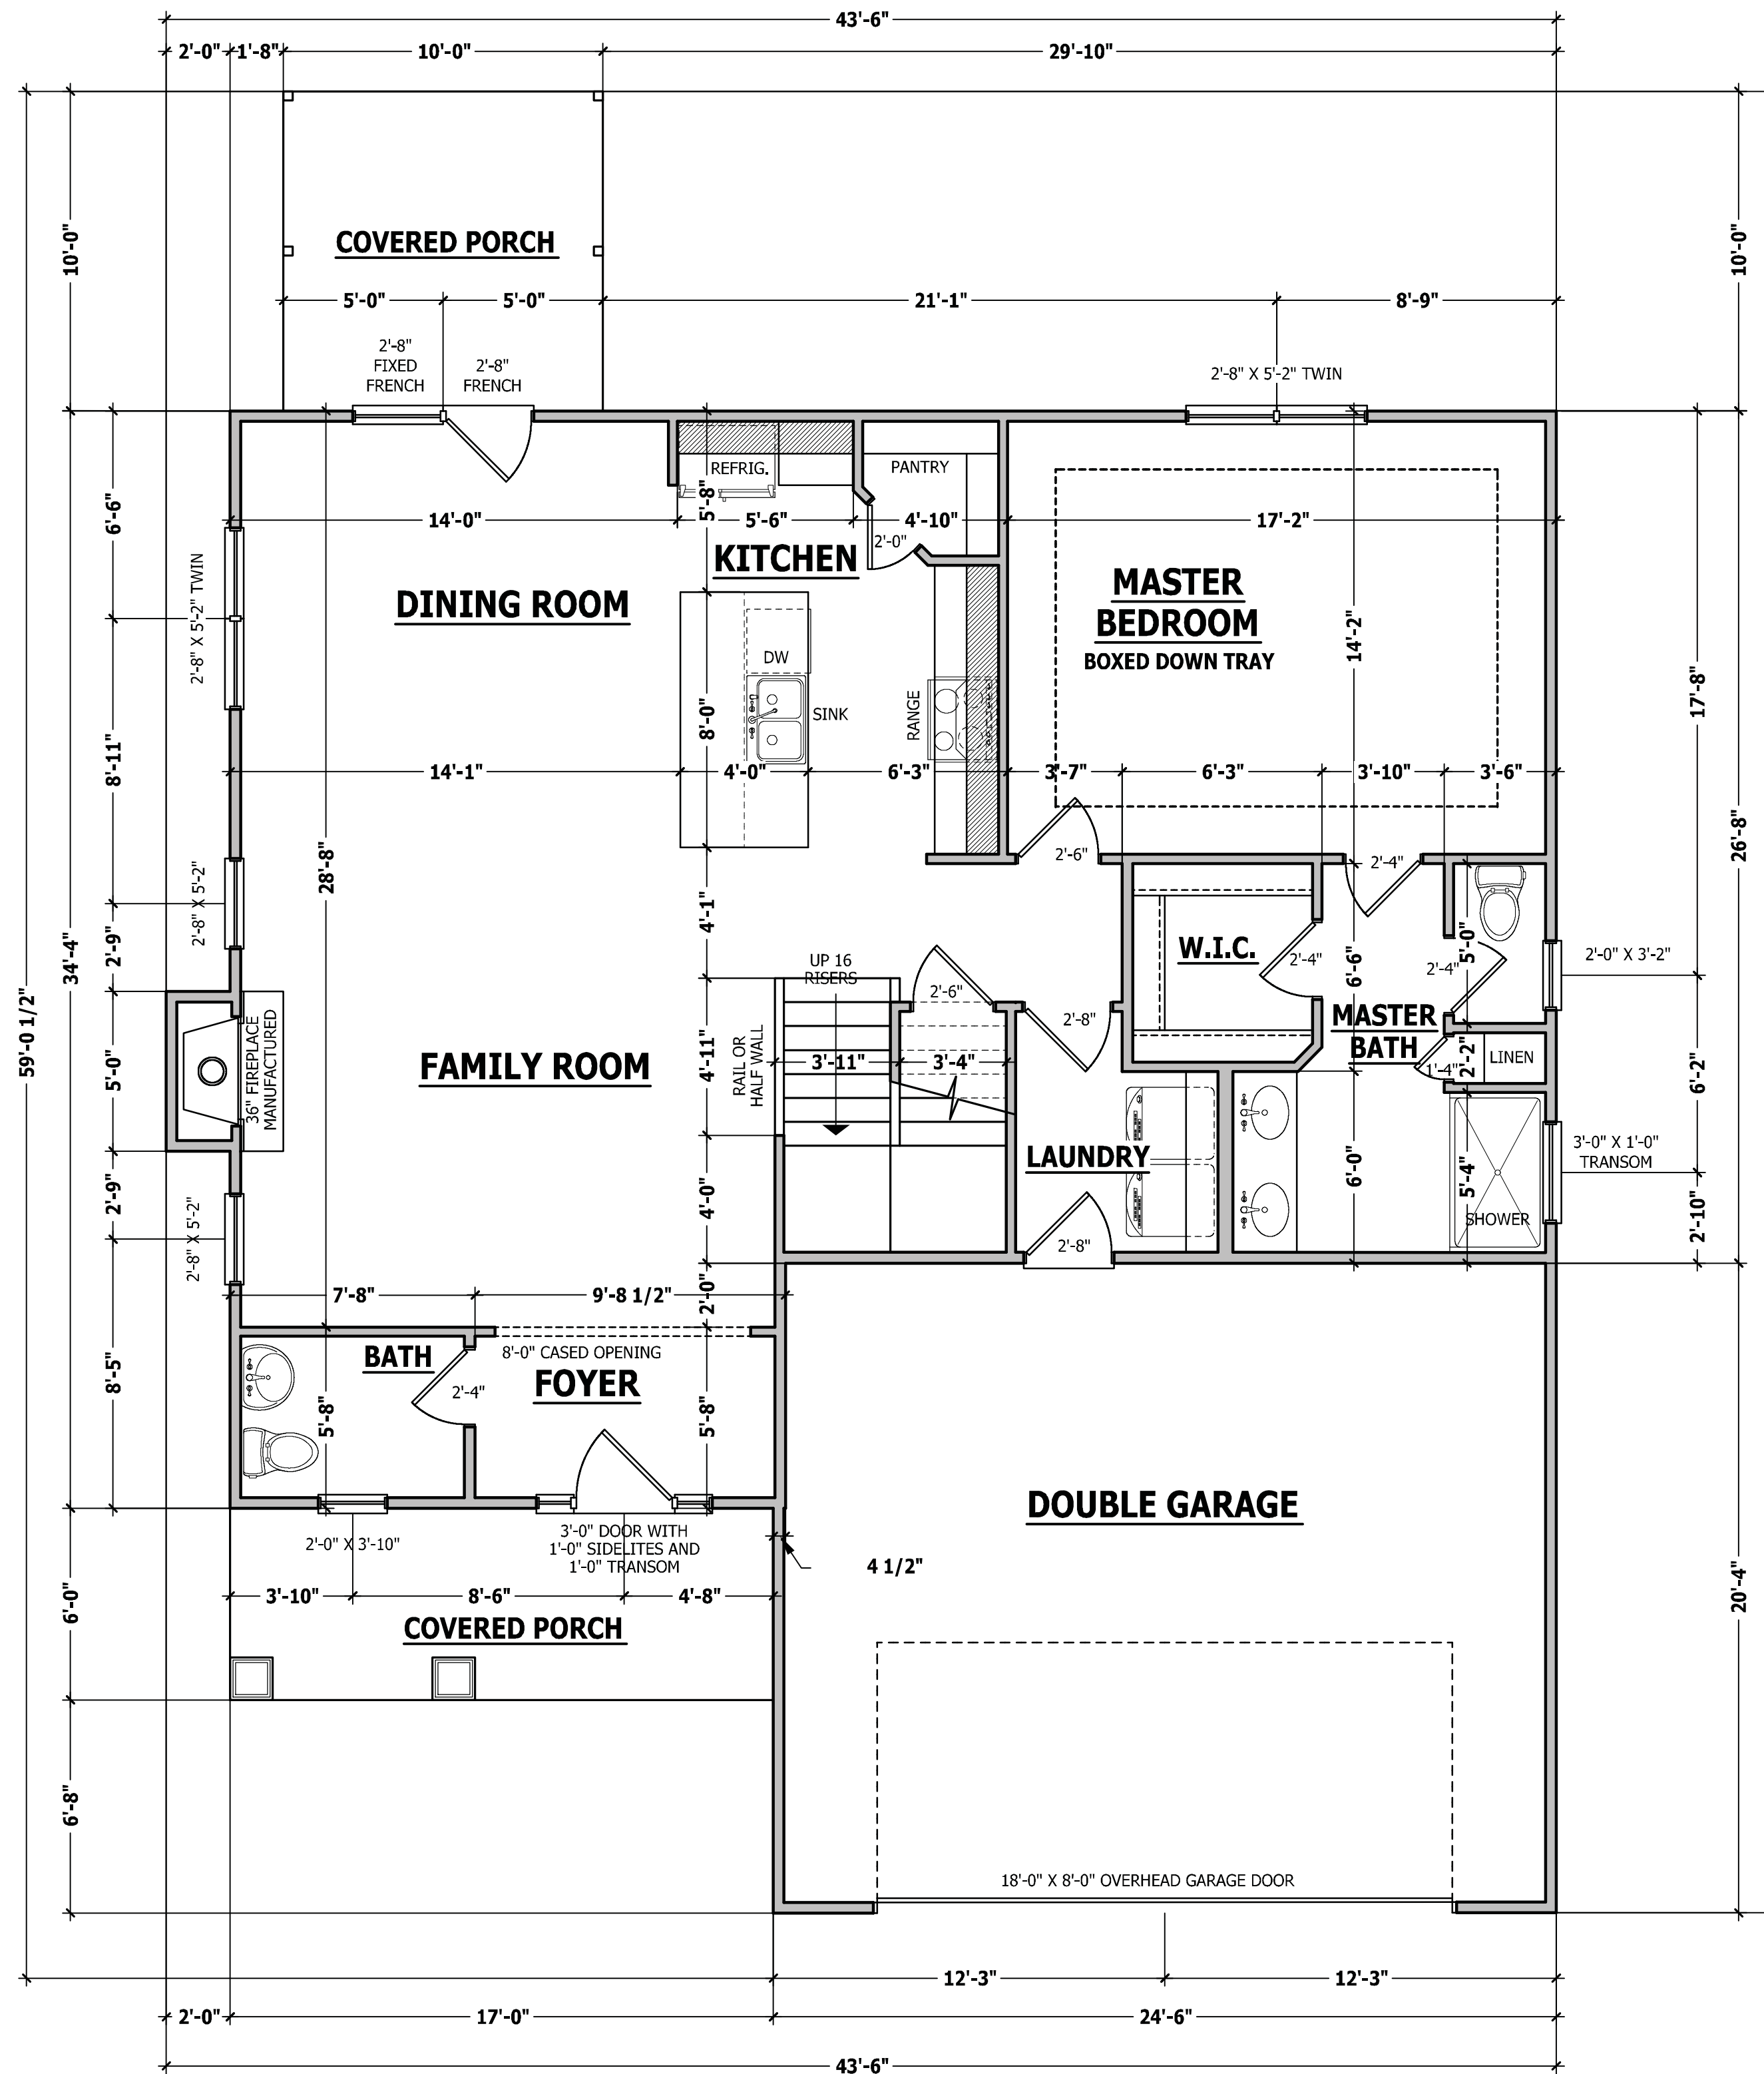 43'-6"
2'-0" 1'-8" 10'-0" 29'-10"
10'-0"
10'-0"
COVERED PORCH
5'-0" 5'-0" 21'-1" 8'-9"
2'-8"
FIXED
FRENCH
2'-8"
FRENCH
2'-8" X 5'-2" TWIN
REFRIG.
PANTRY
6'-6"
5'-8"
14'-0" 5'-6" 4'-10" 17'-2"
2'-0"
KITCHEN
DINING ROOM
MASTER
BEDROOM
BOXED DOWN TRAY
2'-8" X 5'-2" TWIN
14'-2"
DW
SINK
RANGE
8'-0"
17'-8"
8'-11"
14'-1" 4'-0" 6'-3" 3'-7" 6'-3" 3'-10" 3'-6"
26'-8"
28'-8"
2'-6"
2'-4"
2'-8" X 5'-2"
4'-1"
2'-9"
34'-4"
W.I.C.
2'-4"
6'-6"
2'-4"
5'-0"
2'-0" X 3'-2"
UP 16
RISERS
2'-6"
2'-8"
MASTER
BATH
59'-0 1/2"
5'-0"
36" FIREPLACE
MANUFACTURED
FAMILY ROOM
4'-11"
RAIL OR
HALF WALL
3'-11" 3'-4"
1'-4"
2'-2"
LINEN
6'-2"
LAUNDRY
3'-0" X 1'-0"
TRANSOM
2'-9"
4'-0"
6'-0"
5'-4"
SHOWER
2'-10"
2'-8" X 5'-2"
2'-8"
7'-8" 9'-8 1/2"
2'-0"
8'-5"
BATH
8'-0" CASED OPENING
FOYER
2'-4"
5'-8"
5'-8"
DOUBLE GARAGE
2'-0" X 3'-10"
3'-0" DOOR WITH
1'-0" SIDELITES AND
1'-0" TRANSOM
4 1/2"
3'-10" 8'-6" 4'-8"
6'-0"
20'-4"
COVERED PORCH
6'-8"
18'-0" X 8'-0" OVERHEAD GARAGE DOOR
12'-3" 12'-3"
2'-0" 17'-0" 24'-6"
43'-6"